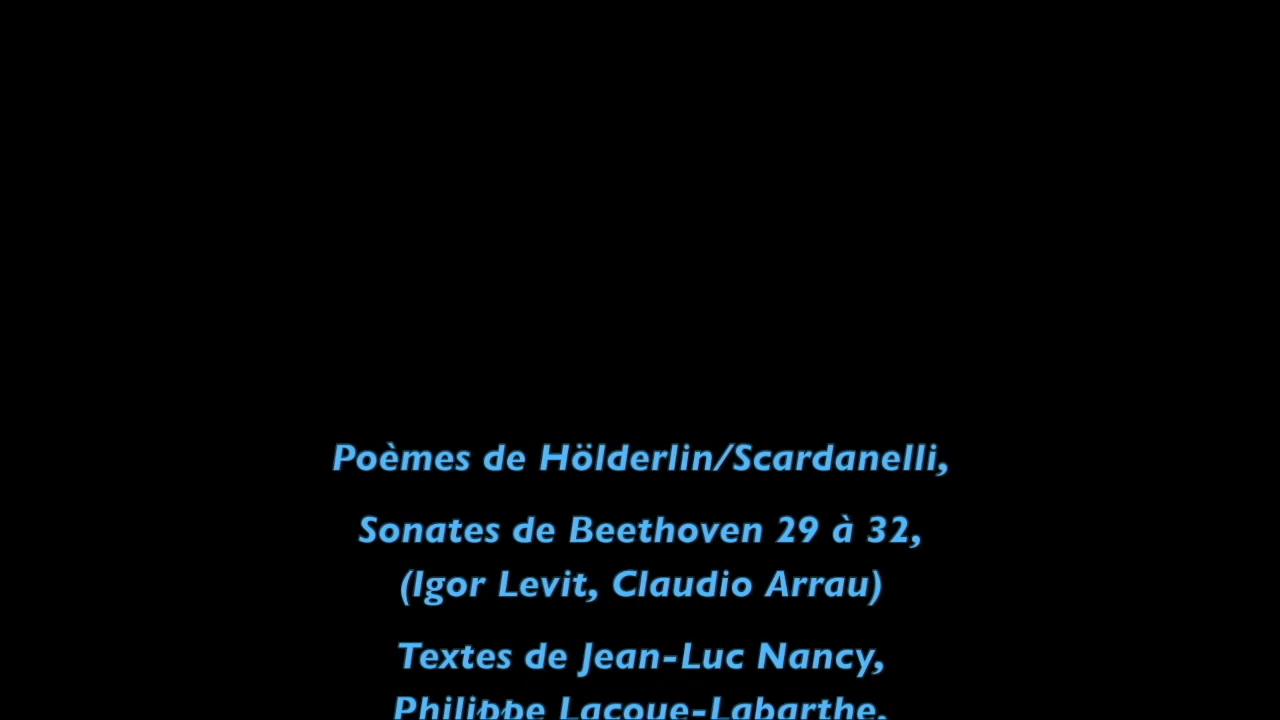 Poèmes de Hölderlin/Scardanelli,
Sonates de Beethoven 29 à 32,
(Igor Levit, Claudio Arrau)
Textes de Jean-Luc Nancy,
Philippe Lacoue-Labarthe,